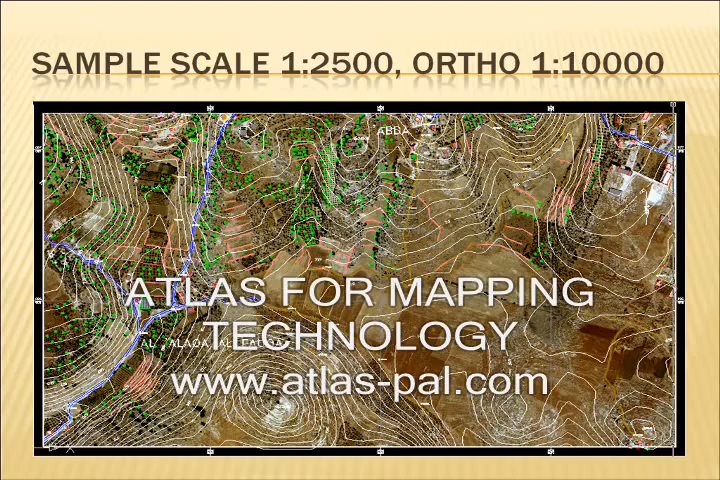 SAMPLE SCALE 1:2500, ORTHO 1:10000
ABDA
ATLAS FOR MAPPING
TECHNOLOGY
www.atlas-pal.com